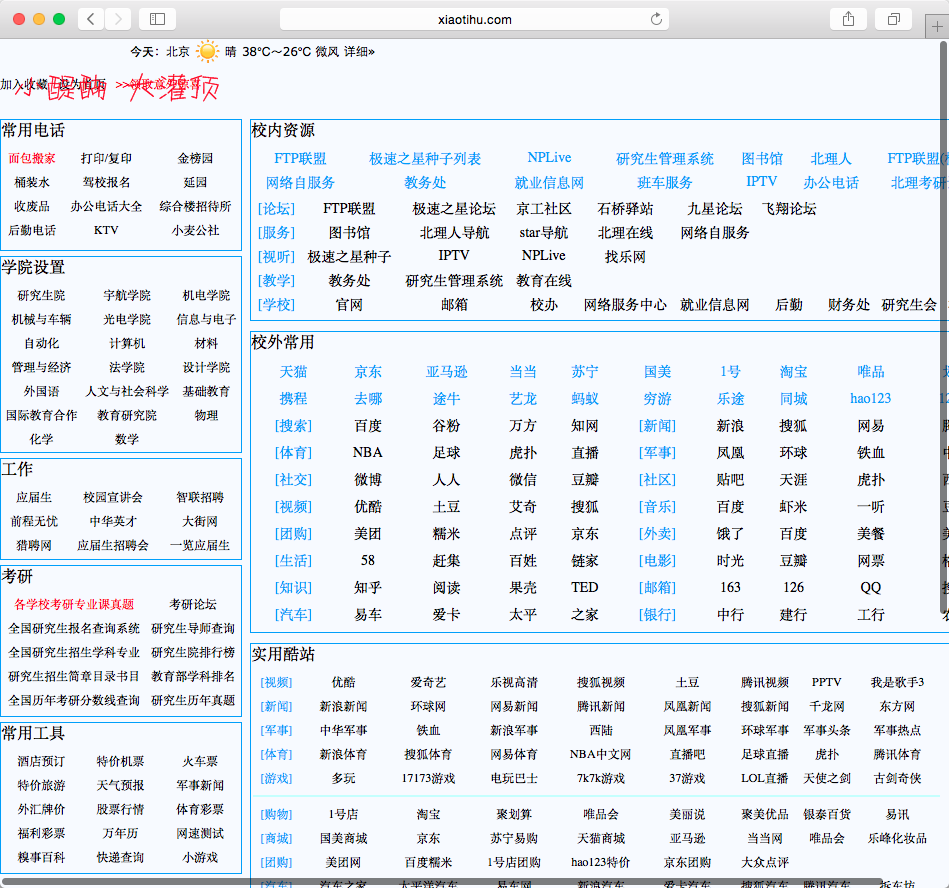 xiaotihu.com
今天：北京 晴 38℃～26℃ 微风 详细»
小醍醐 大灌顶
常用电话
面包搬家 打印/复印 金榜园
桶装水 驾校报名 延园
收废品 办公电话大全 综合楼招待所
后勤电话 KTV 小麦公社
学院设置
研究生院 宇航学院 机电学院
机械与车辆 光电学院 信息与电子
自动化 计算机 材料
管理与经济 法学院 设计学院
外国语 人文与社会科学 基础教育
国际教育合作 教育研究院 物理
化学 数学
工作
应届生 校园宣讲会 智联招聘
前程无忧 中华英才 大街网
猎聘网 应届生招聘会 一览应届生
考研
各学校考研专业课真题 考研论坛
全国研究生报名查询系统 研究生导师查询
全国研究生招生学科专业 研究生院排行榜
研究生招生简章目录书目 教育部学科排名
全国历年考研分数线查询 研究生历年真题
常用工具
酒店预订 特价机票 火车票
特价旅游 天气预报 军事新闻
外汇牌价 股票行情 体育彩票
福利彩票 万年历 网速测试
糗事百科 快递查询 小游戏
校内资源
FTP联盟 极速之星种子列表 NPLive 研究生管理系统 图书馆 北理人 FTP联盟
网络自服务 教务处 就业信息网 班车服务 IPTV 办公电话 北理考研
[论坛] FTP联盟 极速之星论坛 京工社区 石桥驿站 九星论坛 飞翔论坛
[服务] 图书馆 北理人导航 star导航 北理在线 网络自服务
[视听] 极速之星种子 IPTV NPLive 找乐网
[教学] 教务处 研究生管理系统 教育在线
[学校] 官网 邮箱 校办 网络服务中心 就业信息网 后勤 财务处 研究生会
校外常用
天猫 京东 亚马逊 当当 苏宁 国美 1号 淘宝 唯品
携程 去哪 途牛 艺龙 蚂蚁 穷游 乐途 同城 hao123
[搜索] 百度 谷粉 万方 知网 [新闻] 新浪 搜狐 网易
[体育] NBA 足球 虎扑 直播 [军事] 凤凰 环球 铁血
[社交] 微博 人人 微信 豆瓣 [社区] 贴吧 天涯 虎扑
[视频] 优酷 土豆 艾奇 搜狐 [音乐] 百度 虾米 一听
[团购] 美团 糯米 点评 京东 [外卖] 饿了 百度 美餐
[生活] 58 赶集 百姓 链家 [电影] 时光 豆瓣 网票
[知识] 知乎 阅读 果壳 TED [邮箱] 163 126 QQ
[汽车] 易车 爱卡 太平 之家 [银行] 中行 建行 工行
实用酷站
[视频] 优酷 爱奇艺 乐视高清 搜狐视频 土豆 腾讯视频 PPTV 我是歌手3
[新闻] 新浪新闻 环球网 网易新闻 腾讯新闻 凤凰新闻 搜狐新闻 千龙网 东方网
[军事] 中华军事 铁血 新浪军事 西陆 凤凰军事 环球军事 军事头条 军事热点
[体育] 新浪体育 搜狐体育 网易体育 NBA中文网 直播吧 足球直播 虎扑 腾讯体育
[游戏] 多玩 17173游戏 电玩巴士 7k7k游戏 37游戏 LOL直播 天使之剑 古剑奇侠
[购物] 1号店 淘宝 聚划算 唯品会 美丽说 聚美优品 银泰百货 易讯
[商城] 国美商城 京东 苏宁易购 天猫商城 亚马逊 当当网 唯品会 乐峰化妆品
[团购] 美团网 百度糯米 1号店团购 hao123特价 京东团购 大众点评